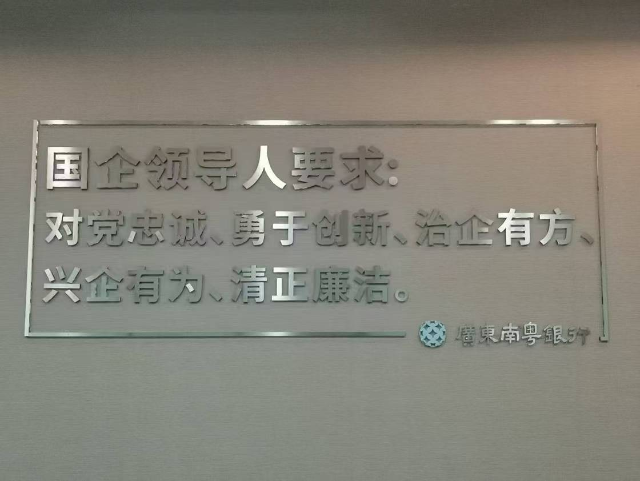 国企领导人要求:
对党忠诚、勇于创新、治企有方、
兴企有为、清正廉洁。
廣東南粤銀行